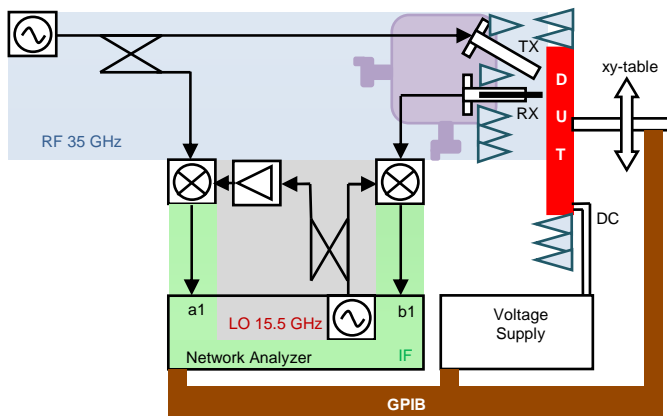 TX
xy-table
D
U
T
RX
RF 35 GHz
DC
a1
b1
LO 15.5 GHz
Voltage
Supply
Network Analyzer
IF
GPIB